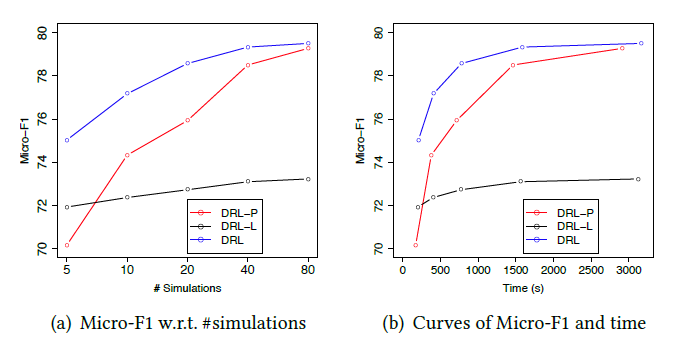 80
78
76
74
72
70
Micro−F1
5 10 20 40 80
# Simulations
DRL−P
DRL−L
DRL
(a) Micro-F1 w.r.t. #simulations
80
78
76
74
72
70
Micro−F1
0 500 1000 1500 2000 2500 3000
Time (s)
DRL−P
DRL−L
DRL
(b) Curves of Micro-F1 and time